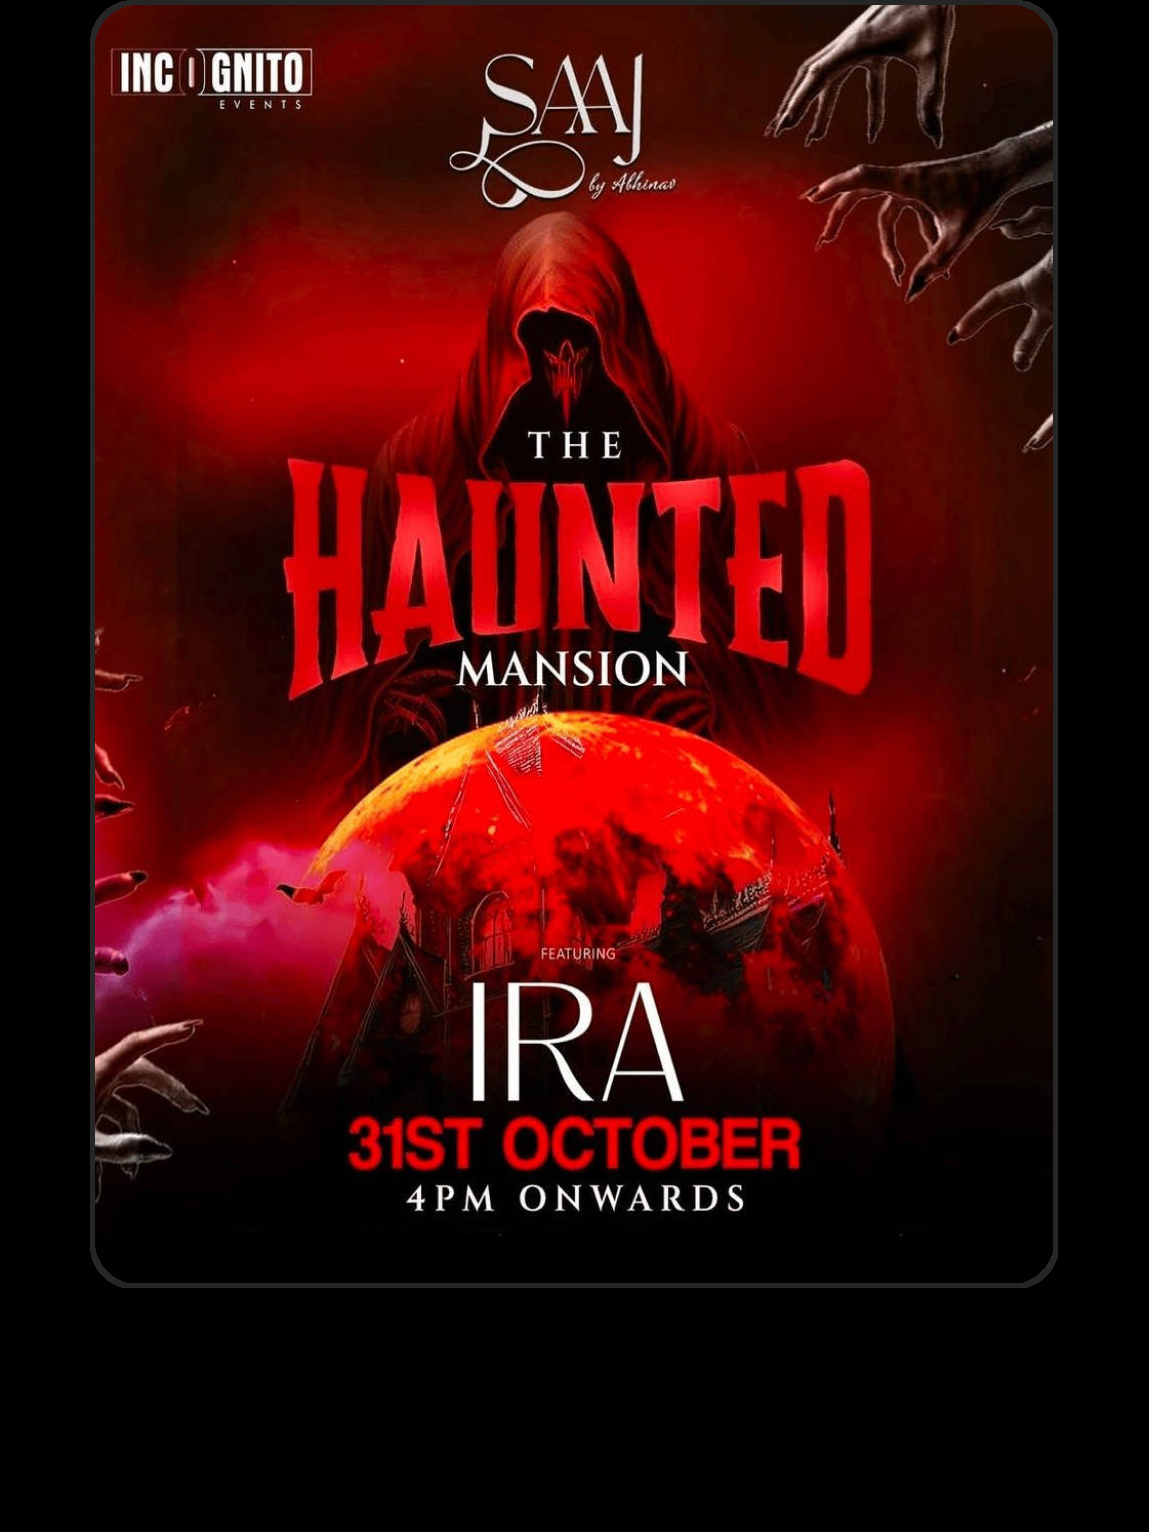 INCOGNITO
EVENTS
SAAJ
by Abhinav
THE
HAUNTED
MANSION
FEATURING
IRA
31ST OCTOBER
4PM ONWARDS